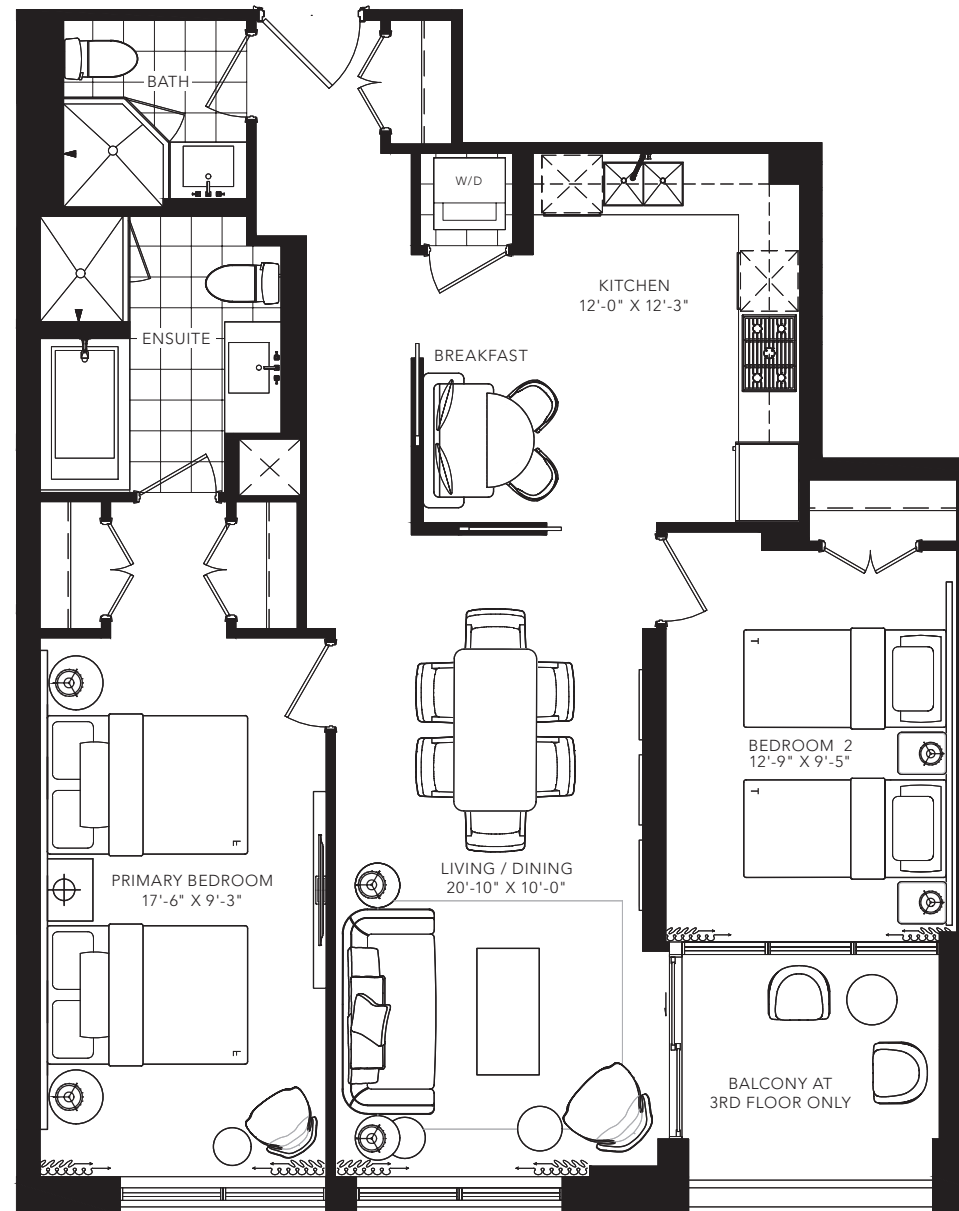 BATH
W/D
KITCHEN
12'-0" X 12'-3"
ENSUITE
BREAKFAST
T
BEDROOM 2
12'-9" X 9'-5"
T
F
LIVING / DINING
20'-10" X 10'-0"
PRIMARY BEDROOM
17'-6" X 9'-3"
F
BALCONY AT
3RD FLOOR ONLY